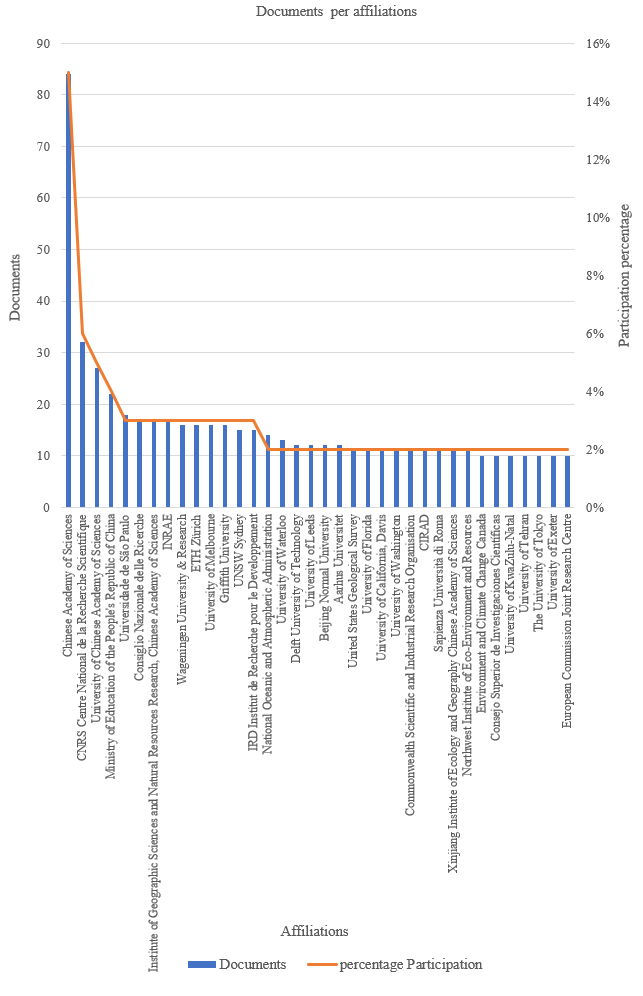 Documents per affiliations
90
80
70
60
50
40
30
20
10
0
Documents
16%
14%
12%
10%
8%
6%
4%
2%
0%
Participation percentage
Chinese Academy of Sciences
CNRS Centre National de la Recherche Scientifique
University of Chinese Academy of Sciences
Ministry of Education of the People's Republic of China
Universidade de São Paulo
Consiglio Nazionale delle Ricerche
Institute of Geographic Sciences and Natural Resources Research, Chinese Academy of Sciences
INRAE
Wageningen University & Research
ETH Zürich
University of Melbourne
Griffith University
UNSW Sydney
IRD Institut de Recherche pour le Developpement
National Oceanic and Atmospheric Administration
University of Waterloo
Delft University of Technology
University of Leeds
Beijing Normal University
Aarhus Universitet
United States Geological Survey
University of Florida
University of California, Davis
University of Washington
Commonwealth Scientific and Industrial Research Organisation
CIRAD
Sapienza Università di Roma
Xinjiang Institute of Ecology and Geography Chinese Academy of Sciences
Northwest Institute of Eco-Environment and Resources
Environment and Climate Change Canada
Consejo Superior de Investigaciones Científicas
University of KwaZulu-Natal
University of Tehran
The University of Tokyo
University of Exeter
European Commission Joint Research Centre
Affiliations
Documents
percentage Participation